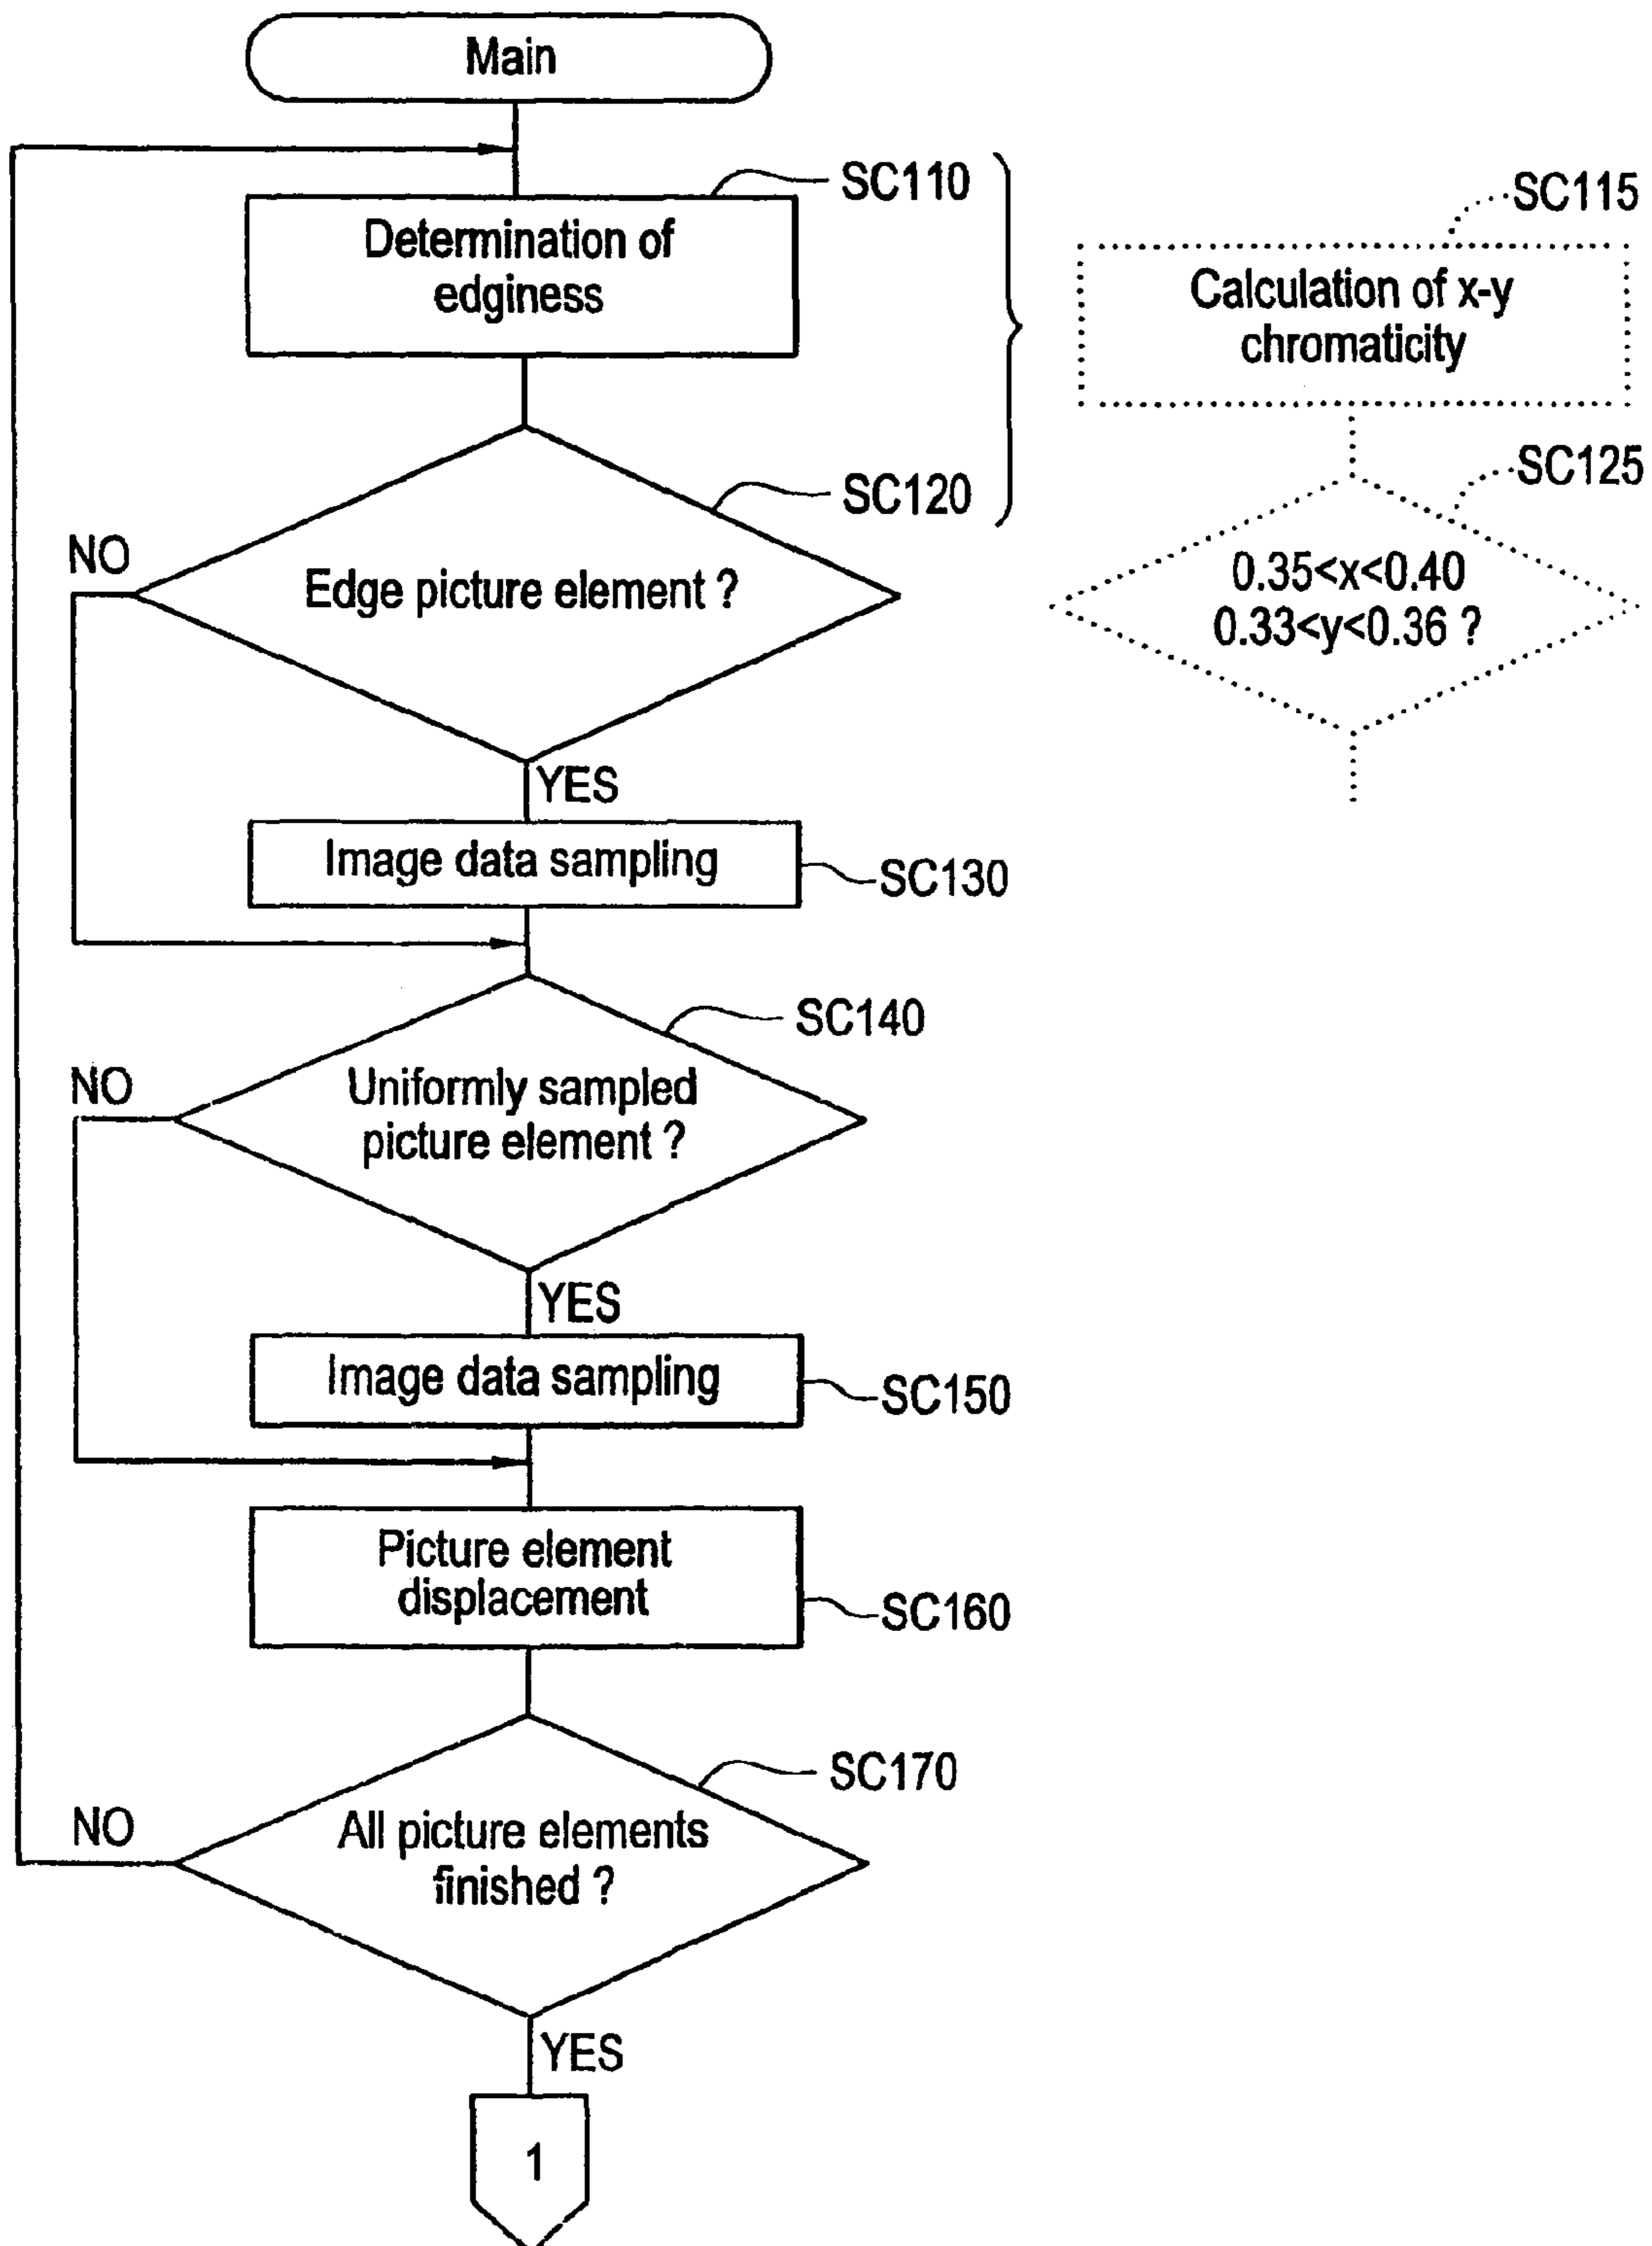 Main
SC110
Determination of
edginess
SC115
Calculation of x-y
chromaticity
SC120
NO
Edge picture element ?
YES
SC125
0.35<x<0.40
0.33<y<0.36 ?
Image data sampling
SC130
SC140
NO
Uniformly sampled
picture element ?
YES
Image data sampling
SC150
Picture element
displacement
SC160
SC170
NO
All picture elements
finished ?
YES
1